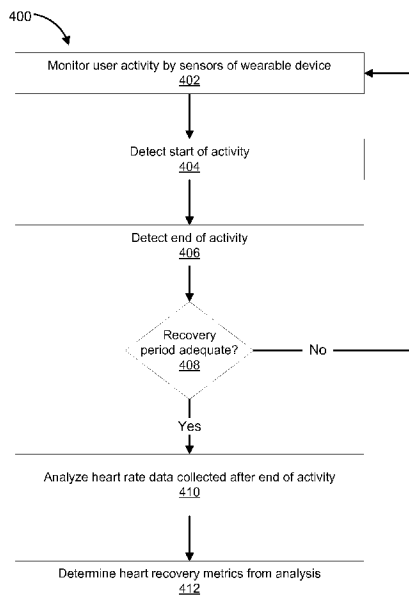 400
Monitor user activity by sensors of wearable device
402
Detect start of activity
404
Detect end of activity
406
Recovery
period adequate?
408
No
Yes
Analyze heart rate data collected after end of activity
410
Determine heart recovery metrics from analysis
412